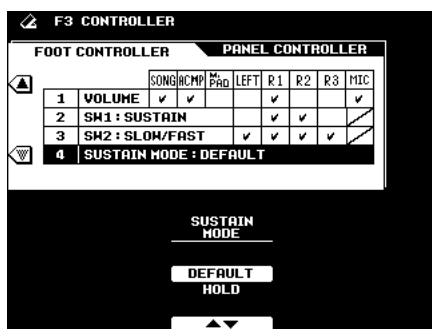 F3 CONTROLLER
FOOT CONTROLLER PANEL CONTROLLER
SONG ACMP M.PAD LEFT R1 R2 R3 MIC
1 VOLUME ✔ ✔ ✔ ✔
2 SW1:SUSTAIN ✔ ✔
3 SW2:SLOW/FAST ✔ ✔ ✔ ✔
4 SUSTAIN MODE:DEFAULT
SUSTAIN
MODE
DEFAULT
HOLD